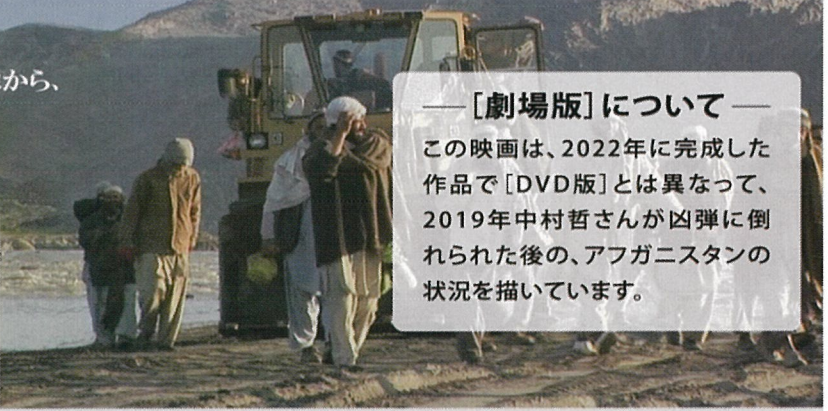 から、
［劇場版］について
この映画は、2022年に完成した
作品で［DVD版］とは異なって、
2019年中村哲さんが凶弾に倒
れられた後の、アフガニスタンの
状況を描いています。